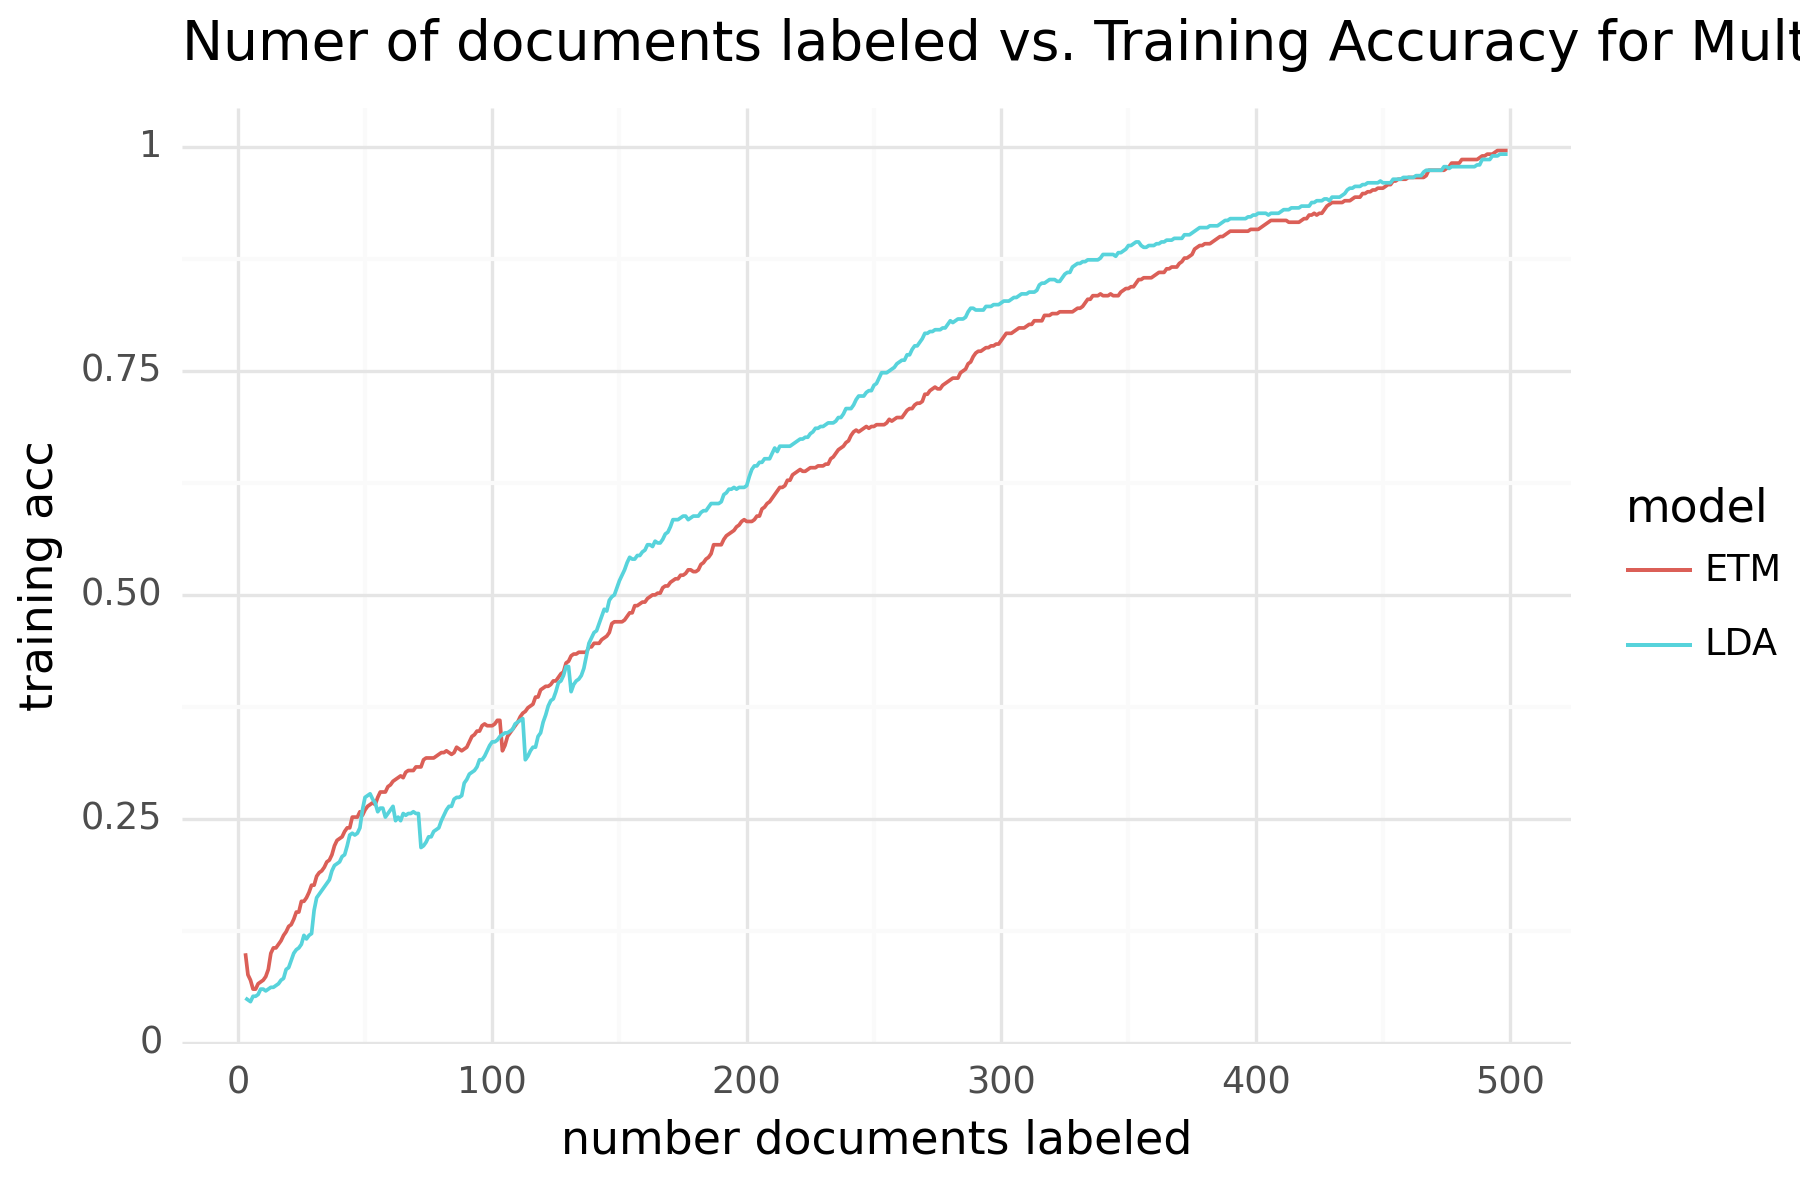 Numer of documents labeled vs. Training Accuracy for Mult
1
0.75
0.50
0.25
0
training acc
0 100 200 300 400 500
number documents labeled
model
ETM
LDA